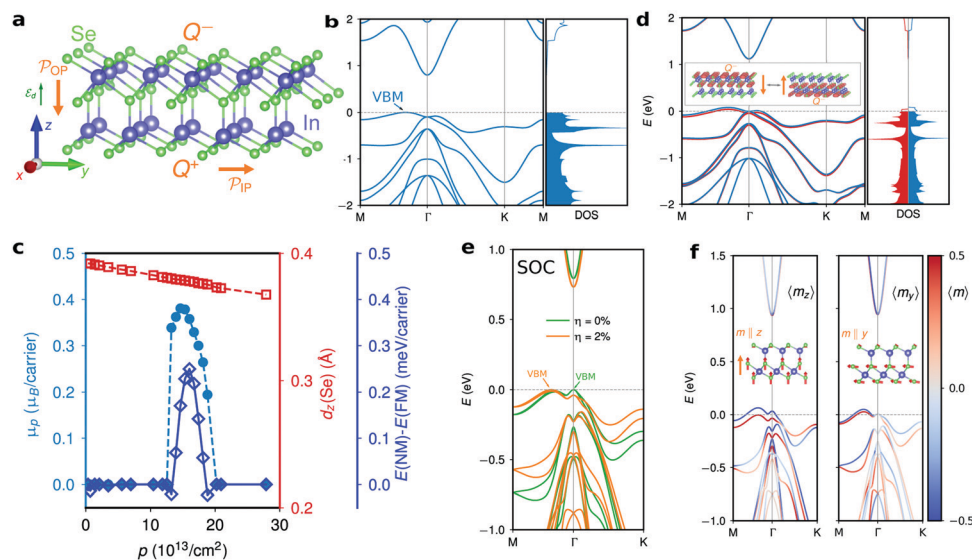 a
Se
Q⁻
𝒫OP
εd
z
In
x
y
Q⁺
𝒫IP
b
2
1
0
−1
−2
VBM
M
Γ
K
M
DOS
d
E (eV)
2
1
0
−1
−2
Q⁻
Q⁻
M
Γ
K
M
DOS
c
μp (μB/carrier)
0.5
0.4
0.3
0.2
0.1
0.0
0
10
20
30
p (10¹³/cm²)
0.4
0.3
0.2
dz(Se) (Å)
E(NM)-E(FM) (meV/carrier)
0.5
0.4
0.3
0.2
0.1
0.0
e
SOC
E (eV)
1.0
0.5
0.0
−0.5
−1.0
η = 0%
η = 2%
VBM
VBM
M
Γ
K
f
E (eV)
1.5
1.0
0.5
0.0
−0.5
−1.0
⟨mz⟩
m ∥ z
M
Γ
K
⟨my⟩
m ∥ y
M
Γ
K
0.5
⟨m⟩
0.0
−0.5